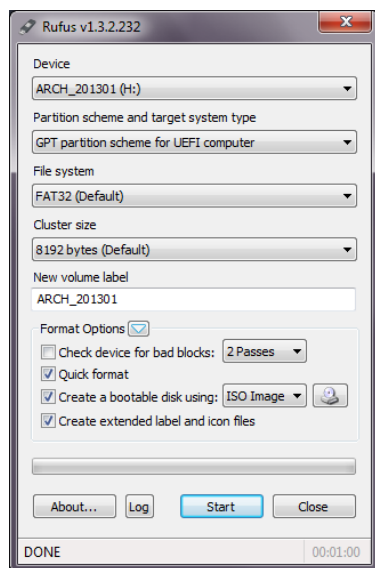 Rufus v1.3.2.232
Device
ARCH_201301 (H:)
Partition scheme and target system type
GPT partition scheme for UEFI computer
File system
FAT32 (Default)
Cluster size
8192 bytes (Default)
New volume label
ARCH_201301
Format Options
Check device for bad blocks: 2 Passes
Quick format
Create a bootable disk using: ISO Image
Create extended label and icon files
About... Log Start Close
DONE 00:01:00